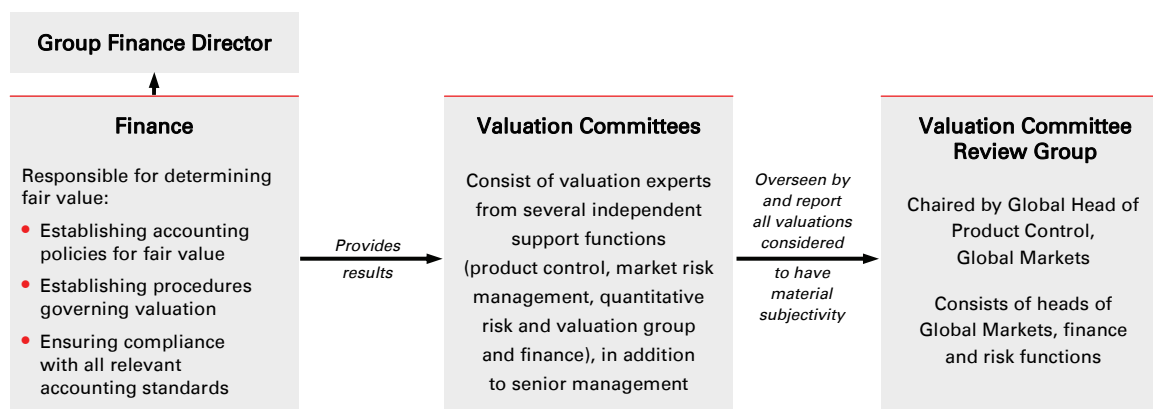 Group Finance Director
Finance
Responsible for determining
fair value:
• Establishing accounting
policies for fair value
• Establishing procedures
governing valuation
• Ensuring compliance
with all relevant
accounting standards
Provides
results
Valuation Committees
Consist of valuation experts
from several independent
support functions
(product control, market risk
management, quantitative
risk and valuation group
and finance), in addition
to senior management
Overseen by
and report
all valuations
considered
to have
material
subjectivity
Valuation Committee
Review Group
Chaired by Global Head of
Product Control,
Global Markets
Consists of heads of
Global Markets, finance
and risk functions